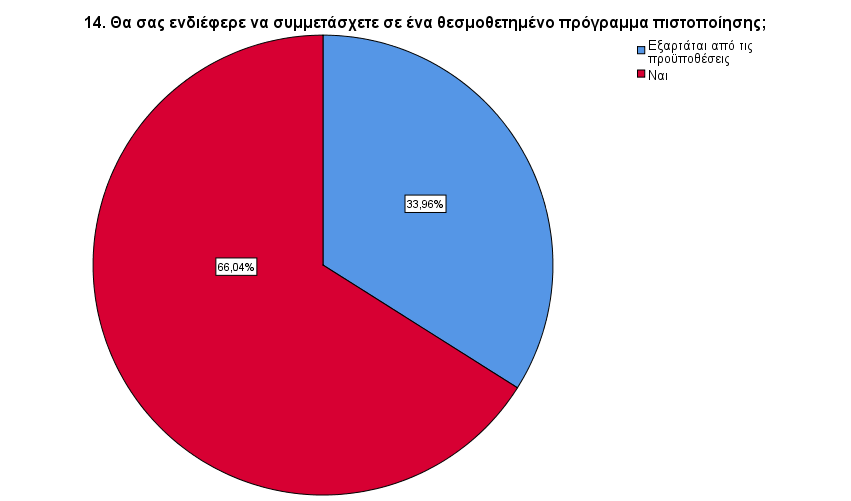 14. Θα σας ενδιέφερε να συμμετάσχετε σε ένα θεσμοθετημένο πρόγραμμα πιστοποίησης;
Εξαρτάται από τις
προϋποθέσεις
Ναι
33,96%
66,04%